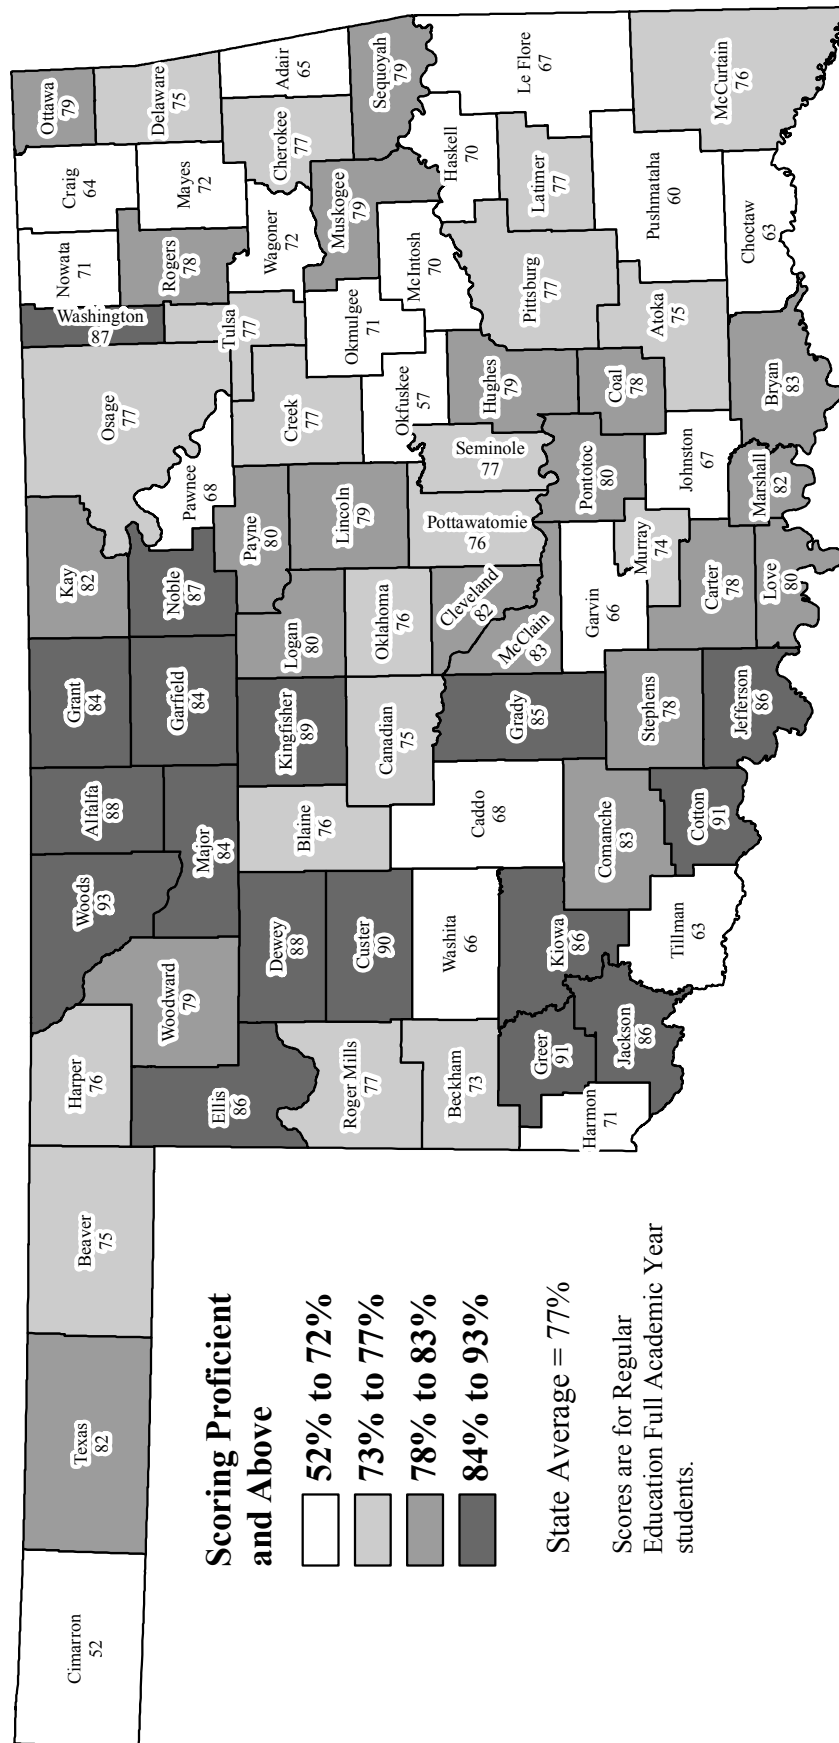 Cimarron
52
Texas
82
Beaver
75
Harper
76
Woods
93
Alfalfa
88
Grant
84
Kay
82
Osage
77
Washington
87
Nowata
71
Craig
64
Ottawa
79
Delaware
75
Ellis
86
Woodward
79
Major
84
Garfield
84
Noble
87
Pawnee
68
Rogers
78
Mayes
72
Tulsa
77
Dewey
88
Blaine
76
Kingfisher
89
Logan
80
Payne
80
Creek
77
Wagoner
72
Cherokee
77
Adair
65
Roger Mills
77
Custer
90
Canadian
75
Oklahoma
76
Lincoln
79
Okfuskee
57
Okmulgee
71
Muskogee
79
Sequoyah
79
Beckham
73
Washita
66
Caddo
68
Grady
85
Cleveland
82
McClain
83
Pottawatomie
76
Seminole
77
Hughes
79
McIntosh
70
Haskell
70
Le Flore
67
Harmon
71
Greer
91
Kiowa
86
Jackson
86
Comanche
83
Stephens
78
Garvin
66
Murray
74
Pontotoc
80
Coal
78
Pittsburg
77
Latimer
77
Tillman
63
Cotton
91
Jefferson
86
Carter
78
Love
80
Johnston
67
Marshall
82
Atoka
75
Bryan
83
Pushmataha
60
Choctaw
63
McCurtain
76
Scoring Proficient
and Above
52% to 72%
73% to 77%
78% to 83%
84% to 93%
State Average = 77%
Scores are for Regular
Education Full Academic Year
students.